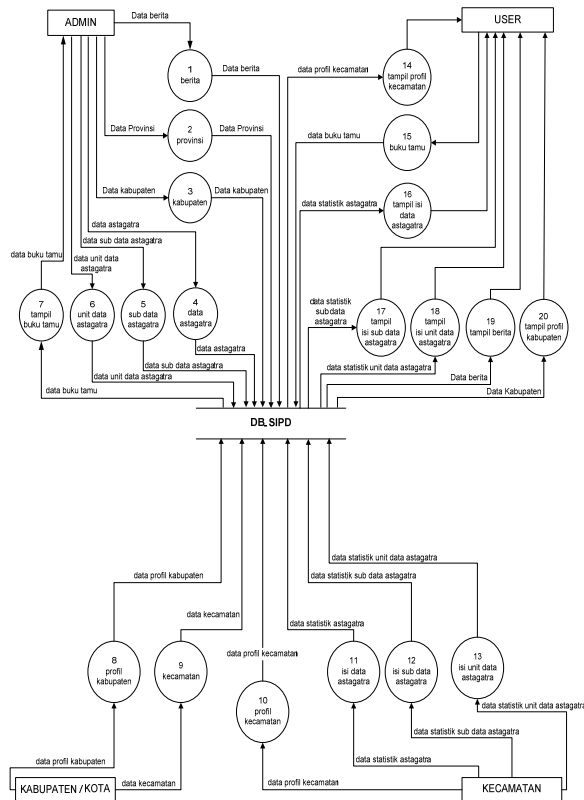 ADMIN
Data berita
USER
1
berita
Data berita
data profil kecamatan
14
tampil profil
kecamatan
Data Provinsi
2
provinsi
Data Provinsi
data buku tamu
15
buku tamu
Data kabupaten
3
kabupaten
Data kabupaten
data statistik astagatra
16
tampil isi
data
astagatra
data astagatra
data sub data astagatra
data buku tamu
data unit data
astagatra
7
tampil
buku tamu
6
unit data
astagatra
5
sub data
astagatra
4
data
astagatra
data statistik
sub data
astagatra
17
tampil
isi sub data
astagatra
18
tampil
isi unit data
astagatra
19
tampil berita
20
tampil profil
kabupaten
data astagatra
data sub data astagatra
data unit data astagatra
data buku tamu
data statistik unit data astagatra
Data berita
Data Kabupaten
DB_SIPD
data statistik unit data astagatra
data profil kabupaten
data statistik sub data astagatra
data kecamatan
data statistik astagatra
data profil kecamatan
8
profil
kabupaten
9
kecamatan
10
profil
kecamatan
11
isi data
astagatra
12
isi sub data
astagatra
13
isi unit data
astagatra
data statistik unit data astagatra
data statistik sub data astagatra
data profil kabupaten
data statistik astagatra
data kecamatan
data profil kecamatan
KABUPATEN / KOTA
KECAMATAN